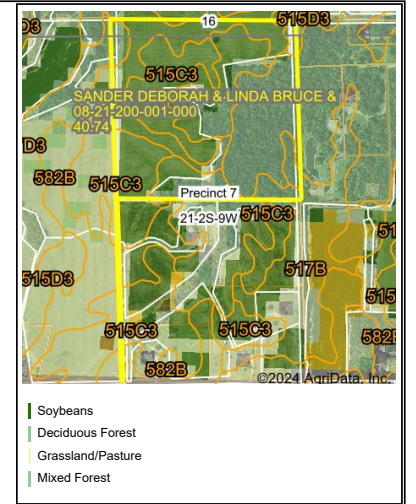 16 515D3
D3
515C3
SANDER DEBORAH & LINDA BRUCE &
08-21-200-001-000
40.74
D3
582B 515C3
Precinct 7
21-2S-9W 515C3
51
517B
515D3
515
515C3 515C3 582
582B
©2024 AgriData, Inc.
Soybeans
Deciduous Forest
Grassland/Pasture
Mixed Forest